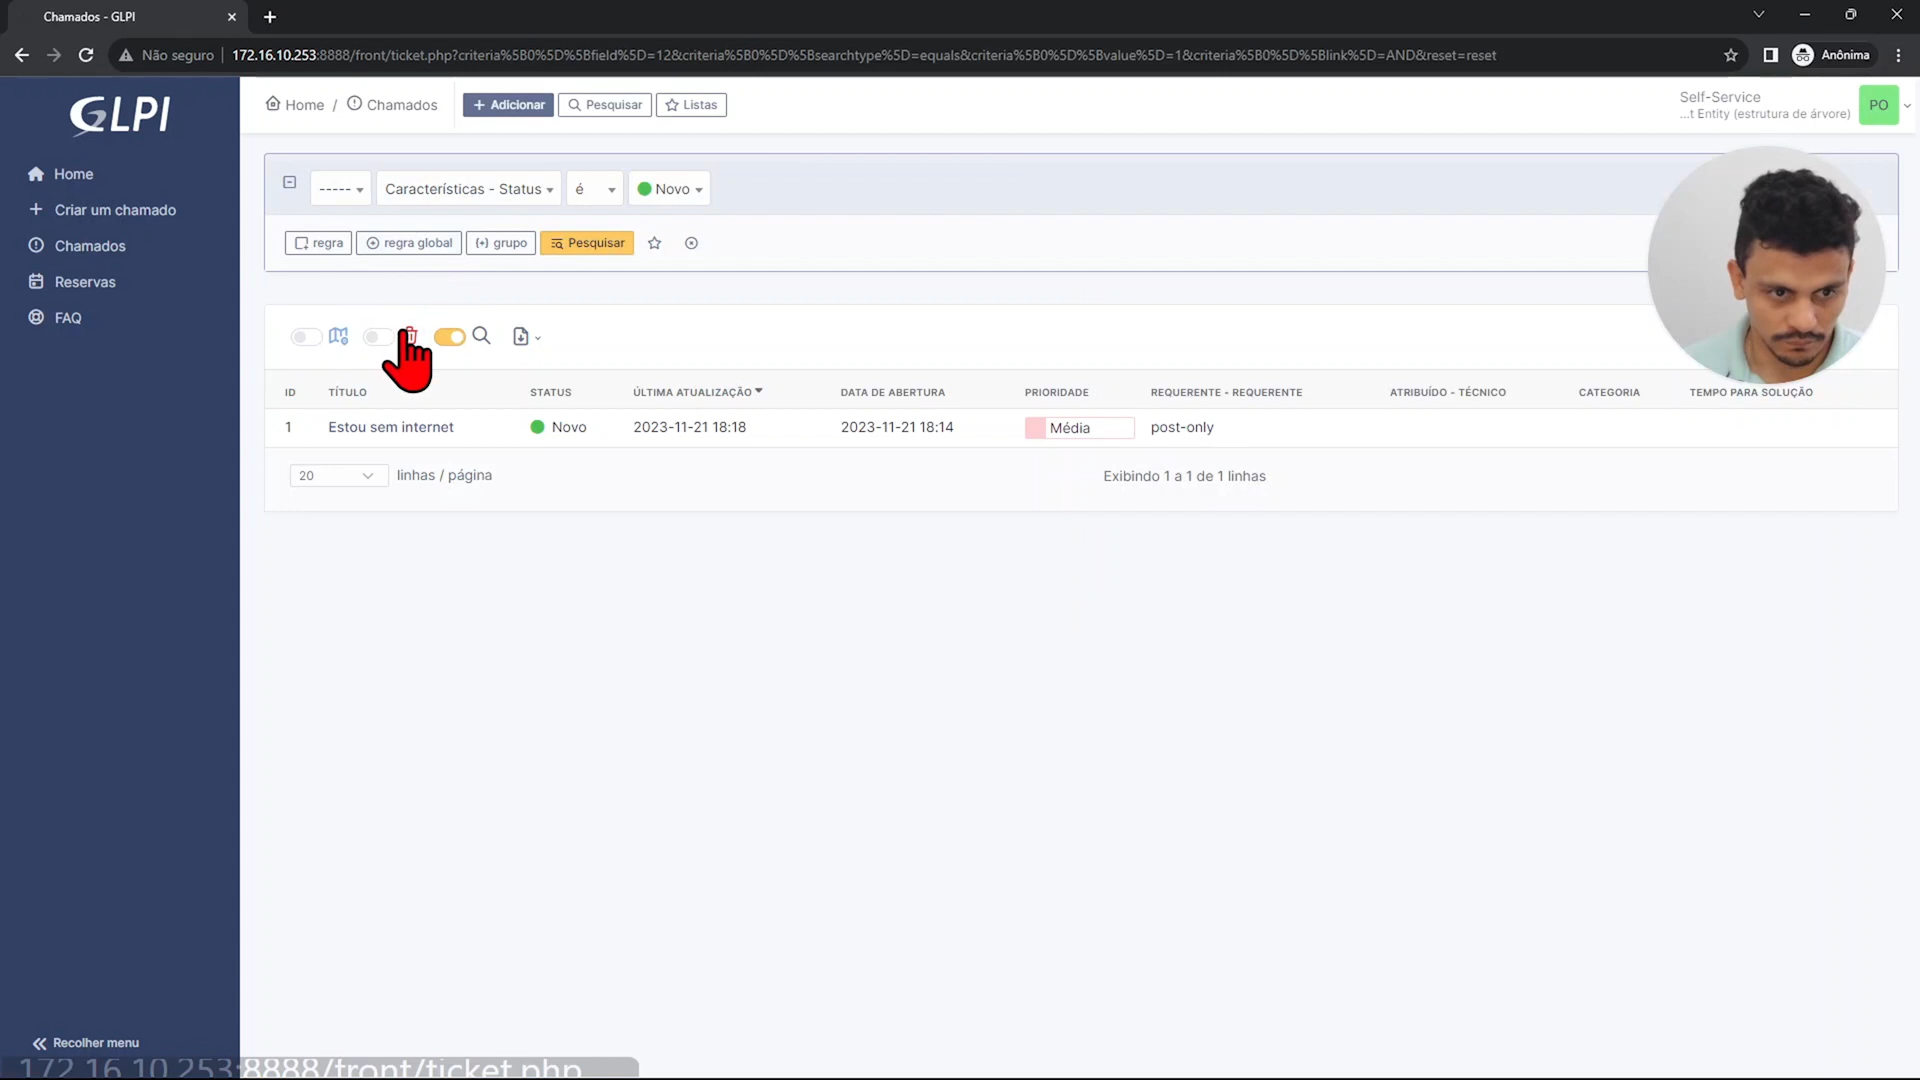 Chamados - GLPI
Não seguro
172.16.10.253:8888/front/ticket.php?criteria%5B0%5D%5Bfield%5D=12&criteria%5B0%5D%5Bsearchtype%5D=equals&criteria%5B0%5D%5Bvalue%5D=1&criteria%5B0%5D%5Blink%5D=AND&reset=reset
Anônima
GLPI
Home / Chamados
+ Adicionar
Pesquisar
Listas
Self-Service
...t Entity (estrutura de árvore)
PO
Home
Criar um chamado
Chamados
Reservas
FAQ
-----
Características - Status
é
Novo
regra
regra global
(+) grupo
Pesquisar
ID TÍTULO STATUS ÚLTIMA ATUALIZAÇÃO DATA DE ABERTURA PRIORIDADE REQUERENTE - REQUERENTE ATRIBUÍDO - TÉCNICO CATEGORIA TEMPO PARA SOLUÇÃO
1 Estou sem internet Novo 2023-11-21 18:18 2023-11-21 18:14 Média post-only
20 linhas / página
Exibindo 1 a 1 de 1 linhas
Recolher menu
172.16.10.253:8888/front/ticket.php